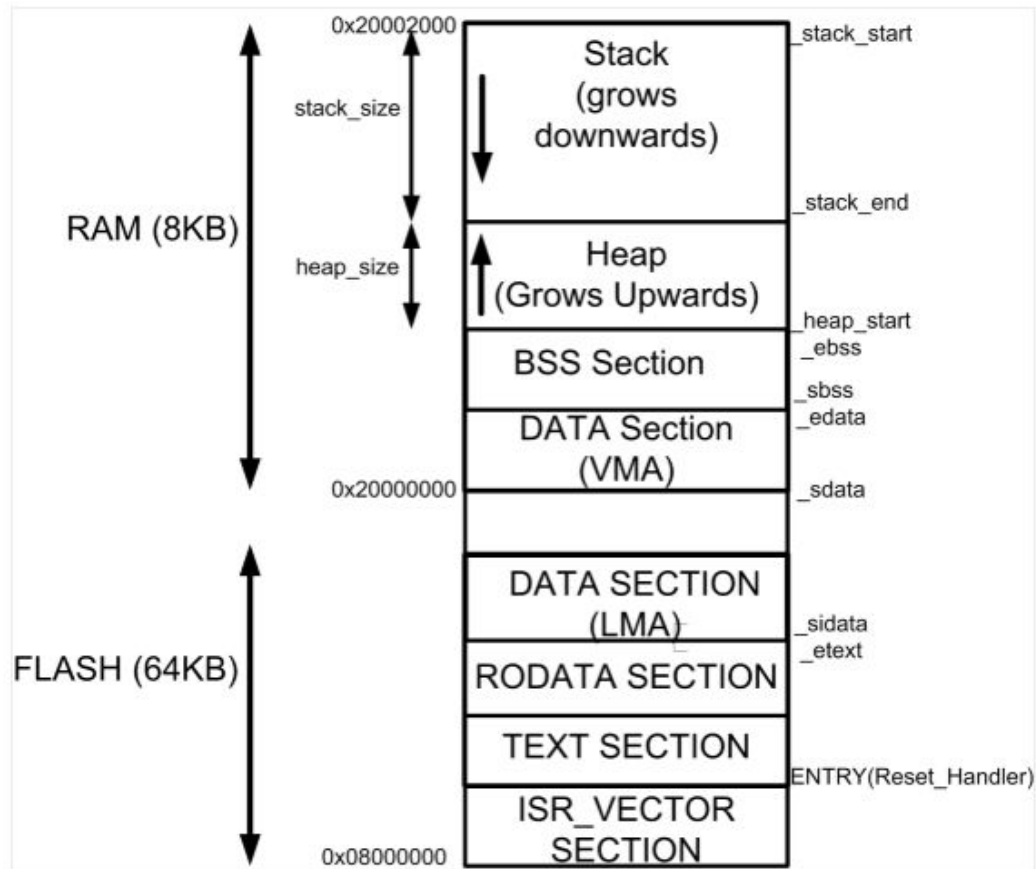 0x20002000
_stack_start
Stack
(grows
downwards)
stack_size
_stack_end
RAM (8KB)
Heap
(Grows Upwards)
heap_size
_heap_start
_ebss
BSS Section
_sbss
_edata
DATA Section
(VMA)
0x20000000
_sdata
DATA SECTION
(LMA)
_sidata
_etext
FLASH (64KB)
RODATA SECTION
TEXT SECTION
ENTRY(Reset_Handler)
ISR_VECTOR
SECTION
0x08000000